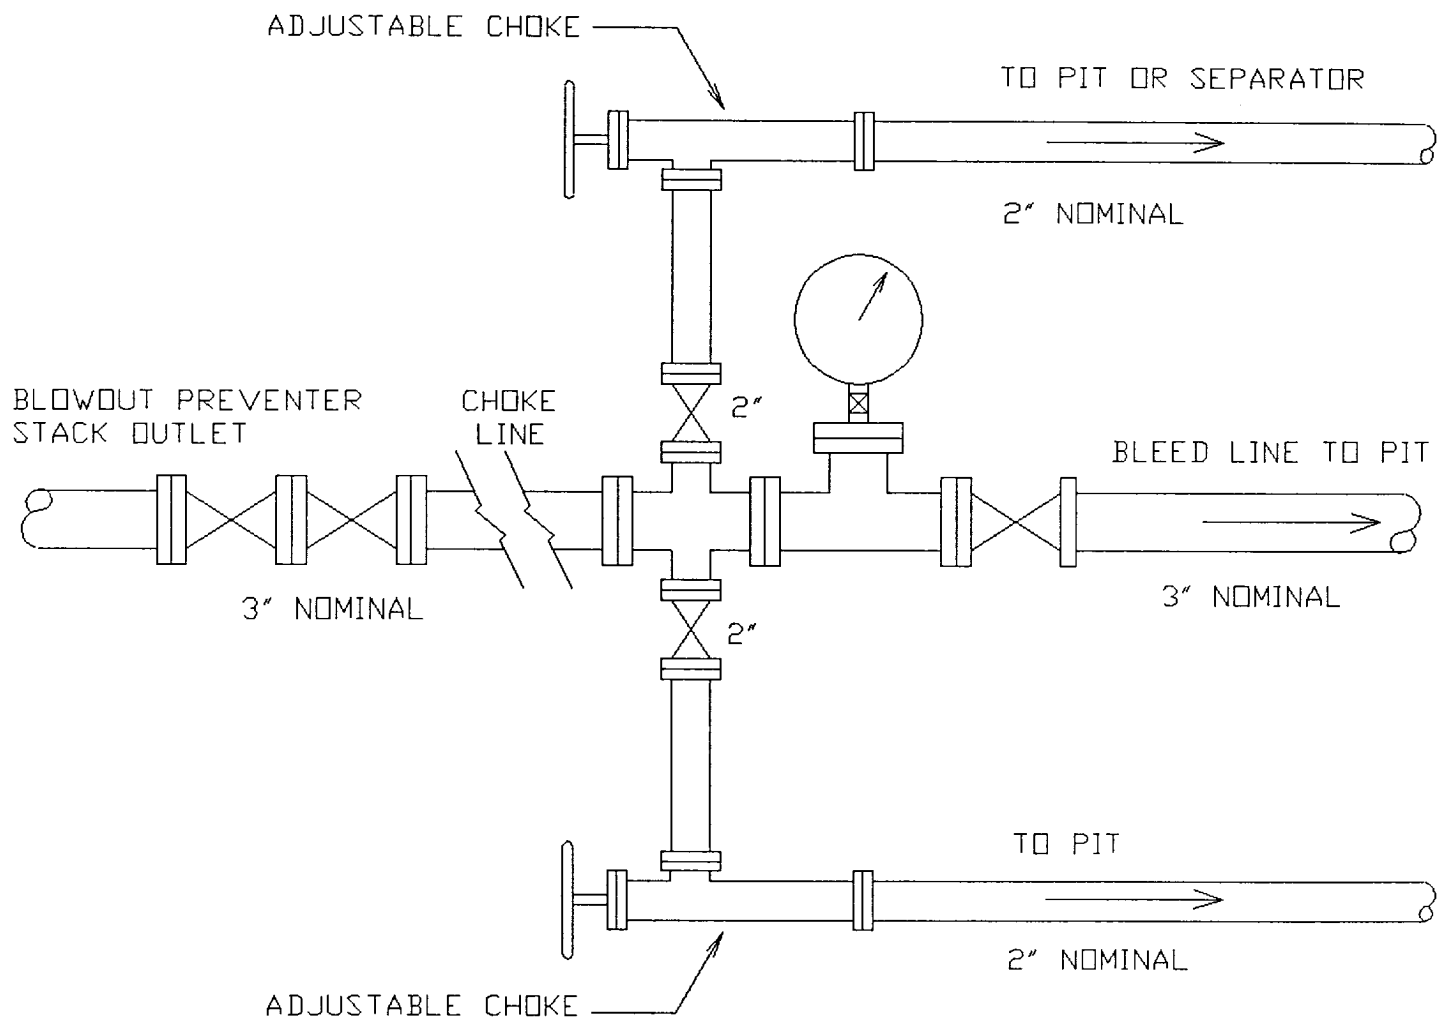 ADJUSTABLE CHOKE
TO PIT OR SEPARATOR
2" NOMINAL
BLOWOUT PREVENTER
STACK OUTLET
CHOKE
LINE
2"
BLEED LINE TO PIT
3" NOMINAL
3" NOMINAL
2"
TO PIT
2" NOMINAL
ADJUSTABLE CHOKE